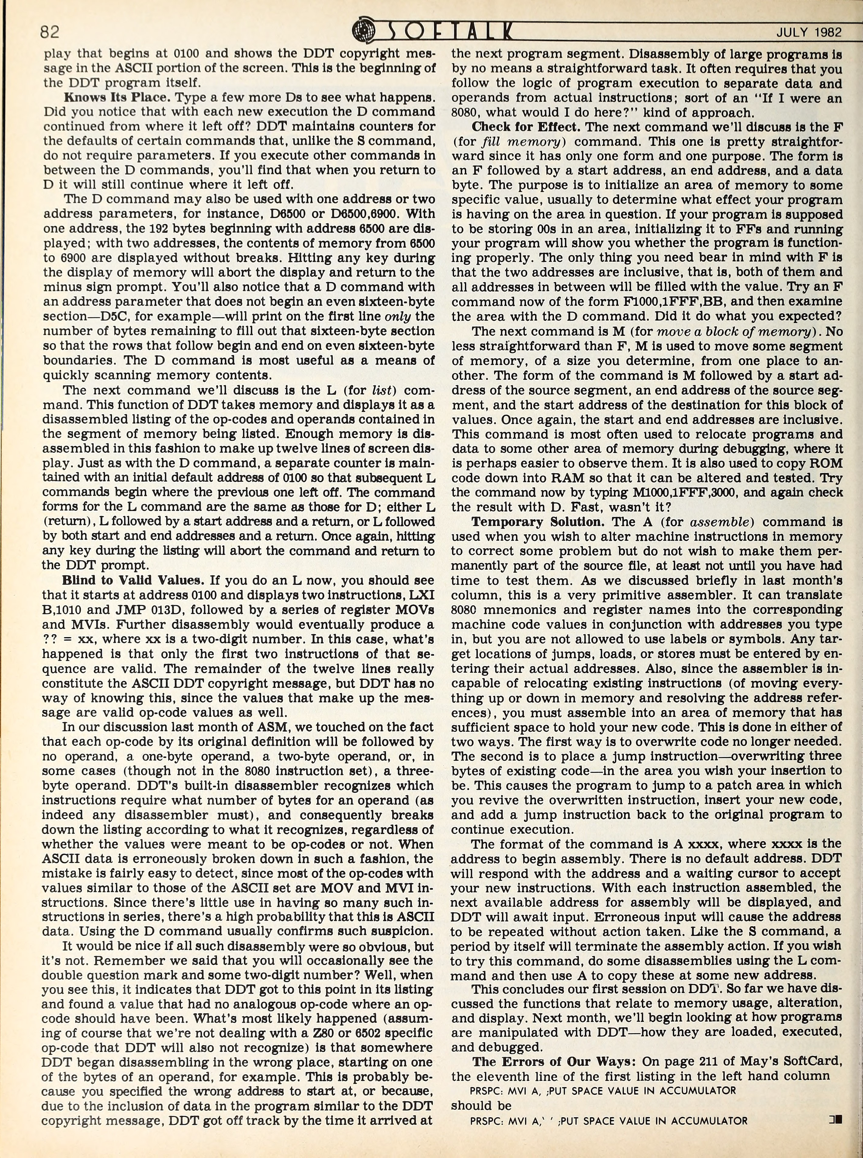 82
SOFTALK
JULY 1982
play that begins at 0100 and shows the DDT copyright mes-
sage in the ASCII portion of the screen. This is the beginning of
the DDT program itself.
Knows Its Place. Type a few more Ds to see what happens.
Did you notice that with each new execution the D command
continued from where it left off? DDT maintains counters for
the defaults of certain commands that, unlike the S command,
do not require parameters. If you execute other commands in
between the D commands, you'll find that when you return to
D it will still continue where it left off.
The D command may also be used with one address or two
address parameters, for instance, D6500 or D6500,6900. With
one address, the 192 bytes beginning with address 6500 are dis-
played; with two addresses, the contents of memory from 6500
to 6900 are displayed without breaks. Hitting any key during
the display of memory will abort the display and return to the
minus sign prompt. You'll also notice that a D command with
an address parameter that does not begin an even sixteen-byte
section—D5C, for example—will print on the first line only the
number of bytes remaining to fill out that sixteen-byte section
so that the rows that follow begin and end on even sixteen-byte
boundaries. The D command is most useful as a means of
quickly scanning memory contents.
The next command we'll discuss is the L (for list) com-
mand. This function of DDT takes memory and displays it as a
disassembled listing of the op-codes and operands contained in
the segment of memory being listed. Enough memory is dis-
assembled in this fashion to make up twelve lines of screen dis-
play. Just as with the D command, a separate counter is main-
tained with an initial default address of 0100 so that subsequent L
commands begin where the previous one left off. The command
forms for the L command are the same as those for D; either L
(return), L followed by a start address and a return, or L followed
by both start and end addresses and a return. Once again, hitting
any key during the listing will abort the command and return to
the DDT prompt.
Blind to Valid Values. If you do an L now, you should see
that it starts at address 0100 and displays two instructions, LXI
B,1010 and JMP 013D, followed by a series of register MOVs
and MVIs. Further disassembly would eventually produce a
?? = xx, where xx is a two-digit number. In this case, what's
happened is that only the first two instructions of that se-
quence are valid. The remainder of the twelve lines really
constitute the ASCII DDT copyright message, but DDT has no
way of knowing this, since the values that make up the mes-
sage are valid op-code values as well.
In our discussion last month of ASM, we touched on the fact
that each op-code by its original definition will be followed by
no operand, a one-byte operand, a two-byte operand, or, in
some cases (though not in the 8080 instruction set), a three-
byte operand. DDT's built-in disassembler recognizes which
instructions require what number of bytes for an operand (as
indeed any disassembler must), and consequently breaks
down the listing according to what it recognizes, regardless of
whether the values were meant to be op-codes or not. When
ASCII data is erroneously broken down in such a fashion, the
mistake is fairly easy to detect, since most of the op-codes with
values similar to those of the ASCII set are MOV and MVI in-
structions. Since there's little use in having so many such in-
structions in series, there's a high probability that this is ASCII
data. Using the D command usually confirms such suspicion.
It would be nice if all such disassembly were so obvious, but
it's not. Remember we said that you will occasionally see the
double question mark and some two-digit number? Well, when
you see this, it indicates that DDT got to this point in its listing
and found a value that had no analogous op-code where an op-
code should have been. What's most likely happened (assum-
ing of course that we're not dealing with a Z80 or 6502 specific
op-code that DDT will also not recognize) is that somewhere
DDT began disassembling in the wrong place, starting on one
of the bytes of an operand, for example. This is probably be-
cause you specified the wrong address to start at, or because,
due to the inclusion of data in the program similar to the DDT
copyright message, DDT got off track by the time it arrived at
the next program segment. Disassembly of large programs is
by no means a straightforward task. It often requires that you
follow the logic of program execution to separate data and
operands from actual instructions; sort of an "If I were an
8080, what would I do here?" kind of approach.
Check for Effect. The next command we'll discuss is the F
(for fill memory) command. This one is pretty straightfor-
ward since it has only one form and one purpose. The form is
an F followed by a start address, an end address, and a data
byte. The purpose is to initialize an area of memory to some
specific value, usually to determine what effect your program
is having on the area in question. If your program is supposed
to be storing 00s in an area, initializing it to FFs and running
your program will show you whether the program is function-
ing properly. The only thing you need bear in mind with F is
that the two addresses are inclusive, that is, both of them and
all addresses in between will be filled with the value. Try an F
command now of the form F1000,1FFF,BB, and then examine
the area with the D command. Did it do what you expected?
The next command is M (for move a block of memory). No
less straightforward than F, M is used to move some segment
of memory, of a size you determine, from one place to an-
other. The form of the command is M followed by a start ad-
dress of the source segment, an end address of the source seg-
ment, and the start address of the destination for this block of
values. Once again, the start and end addresses are inclusive.
This command is most often used to relocate programs and
data to some other area of memory during debugging, where it
is perhaps easier to observe them. It is also used to copy ROM
code down into RAM so that it can be altered and tested. Try
the command now by typing M1000,1FFF,3000, and again check
the result with D. Fast, wasn't it?
Temporary Solution. The A (for assemble) command is
used when you wish to alter machine instructions in memory
to correct some problem but do not wish to make them per-
manently part of the source file, at least not until you have had
time to test them. As we discussed briefly in last month's
column, this is a very primitive assembler. It can translate
8080 mnemonics and register names into the corresponding
machine code values in conjunction with addresses you type
in, but you are not allowed to use labels or symbols. Any tar-
get locations of jumps, loads, or stores must be entered by en-
tering their actual addresses. Also, since the assembler is in-
capable of relocating existing instructions (of moving every-
thing up or down in memory and resolving the address refer-
ences), you must assemble into an area of memory that has
sufficient space to hold your new code. This is done in either of
two ways. The first way is to overwrite code no longer needed.
The second is to place a jump instruction—overwriting three
bytes of existing code—in the area you wish your insertion to
be. This causes the program to jump to a patch area in which
you revive the overwritten instruction, insert your new code,
and add a jump instruction back to the original program to
continue execution.
The format of the command is A xxxx, where xxxx is the
address to begin assembly. There is no default address. DDT
will respond with the address and a waiting cursor to accept
your new instructions. With each instruction assembled, the
next available address for assembly will be displayed, and
DDT will await input. Erroneous input will cause the address
to be repeated without action taken. Like the S command, a
period by itself will terminate the assembly action. If you wish
to try this command, do some disassemblies using the L com-
mand and then use A to copy these at some new address.
This concludes our first session on DDT. So far we have dis-
cussed the functions that relate to memory usage, alteration,
and display. Next month, we'll begin looking at how programs
are manipulated with DDT—how they are loaded, executed,
and debugged.
The Errors of Our Ways: On page 211 of May's SoftCard,
the eleventh line of the first listing in the left hand column
PRSPC: MVI A, ;PUT SPACE VALUE IN ACCUMULATOR
should be
PRSPC: MVI A,' ' ;PUT SPACE VALUE IN ACCUMULATOR